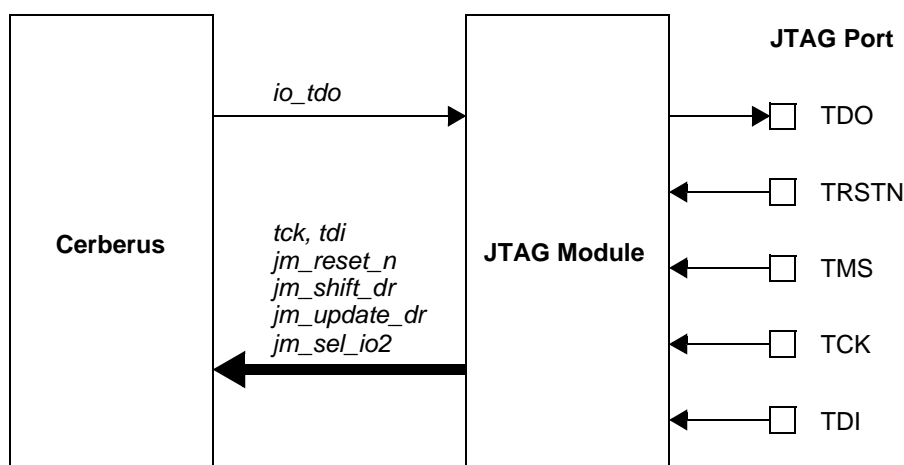 JTAG Port
io_tdo
TDO
TRSTN
Cerberus
tck, tdi
jm_reset_n
jm_shift_dr
jm_update_dr
jm_sel_io2
JTAG Module
TMS
TCK
TDI